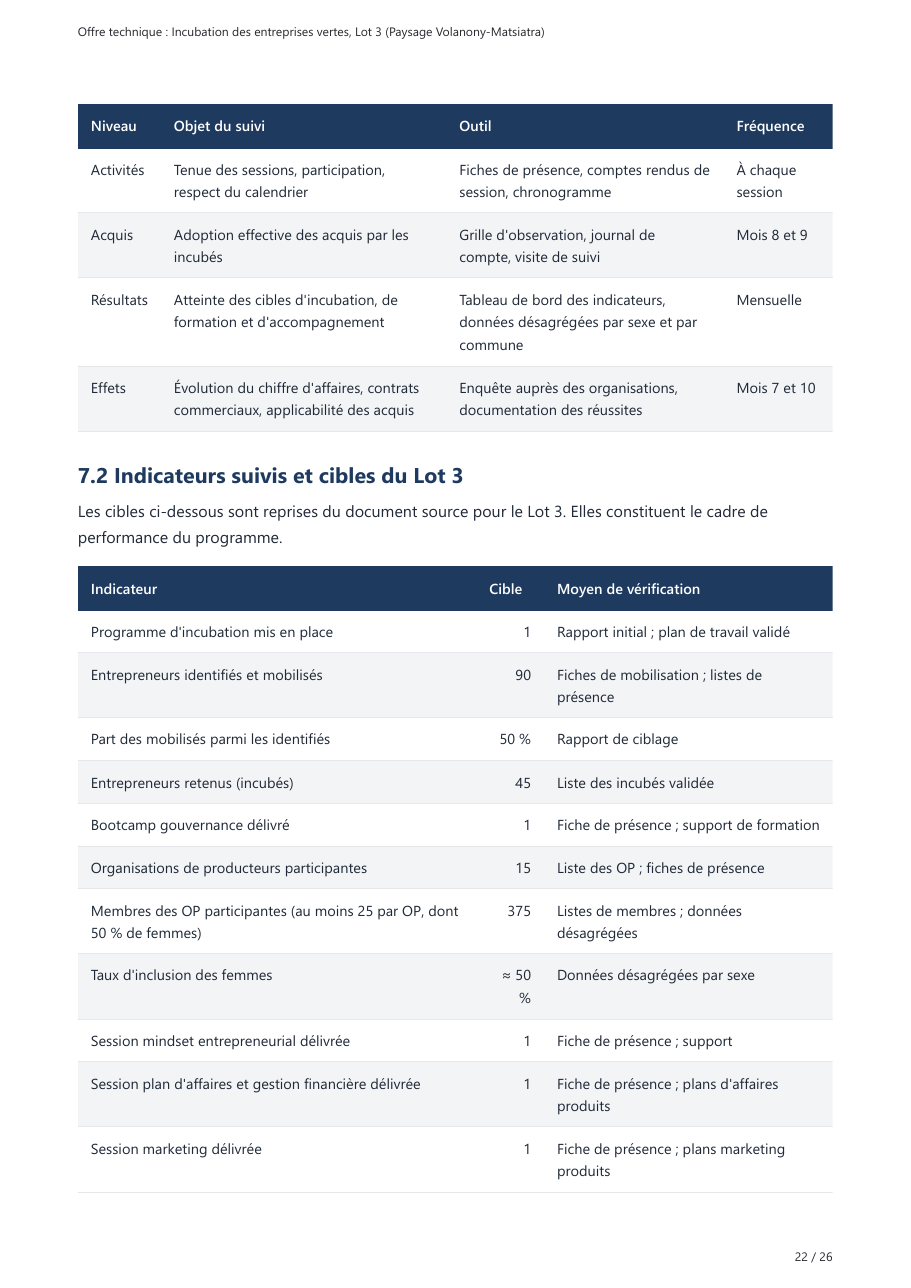 Offre technique : Incubation des entreprises vertes, Lot 3 (Paysage Volanony-Matsiatra)
Niveau Objet du suivi Outil Fréquence
Activités Tenue des sessions, participation, Fiches de présence, comptes rendus de À chaque
respect du calendrier session, chronogramme session
Acquis Adoption effective des acquis par les Grille d'observation, journal de Mois 8 et 9
incubés compte, visite de suivi
Résultats Atteinte des cibles d'incubation, de Tableau de bord des indicateurs, Mensuelle
formation et d'accompagnement données désagrégées par sexe et par
commune
Effets Évolution du chiffre d'affaires, contrats Enquête auprès des organisations, Mois 7 et 10
commerciaux, applicabilité des acquis documentation des réussites
7.2 Indicateurs suivis et cibles du Lot 3
Les cibles ci-dessous sont reprises du document source pour le Lot 3. Elles constituent le cadre de
performance du programme.
Indicateur Cible Moyen de vérification
Programme d'incubation mis en place 1 Rapport initial ; plan de travail validé
Entrepreneurs identifiés et mobilisés 90 Fiches de mobilisation ; listes de
présence
Part des mobilisés parmi les identifiés 50 % Rapport de ciblage
Entrepreneurs retenus (incubés) 45 Liste des incubés validée
Bootcamp gouvernance délivré 1 Fiche de présence ; support de formation
Organisations de producteurs participantes 15 Liste des OP ; fiches de présence
Membres des OP participantes (au moins 25 par OP, dont 375 Listes de membres ; données
50 % de femmes) désagrégées
Taux d'inclusion des femmes ≈ 50 Données désagrégées par sexe
%
Session mindset entrepreneurial délivrée 1 Fiche de présence ; support
Session plan d'affaires et gestion financière délivrée 1 Fiche de présence ; plans d'affaires
produits
Session marketing délivrée 1 Fiche de présence ; plans marketing
produits
22 / 26